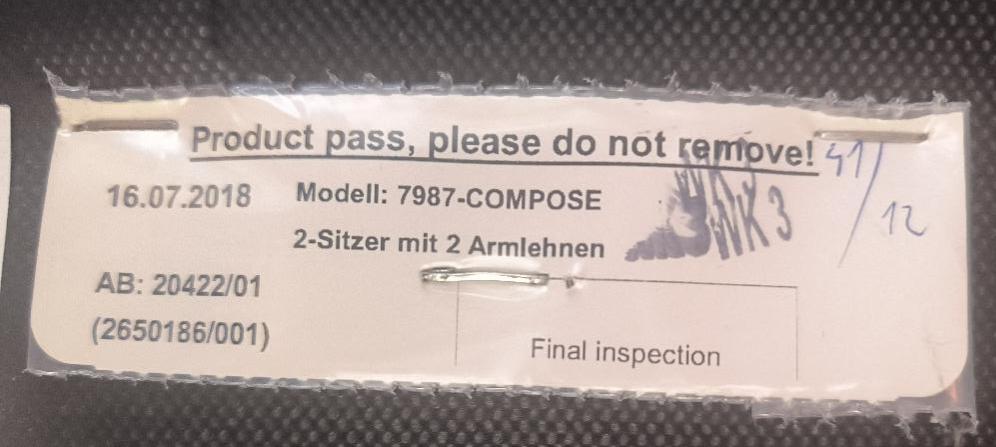 Product pass, please do not remove!
41/12
16.07.2018 Modell: 7987-COMPOSE
WK 3
2-Sitzer mit 2 Armlehnen
AB: 20422/01
(2650186/001)
Final inspection